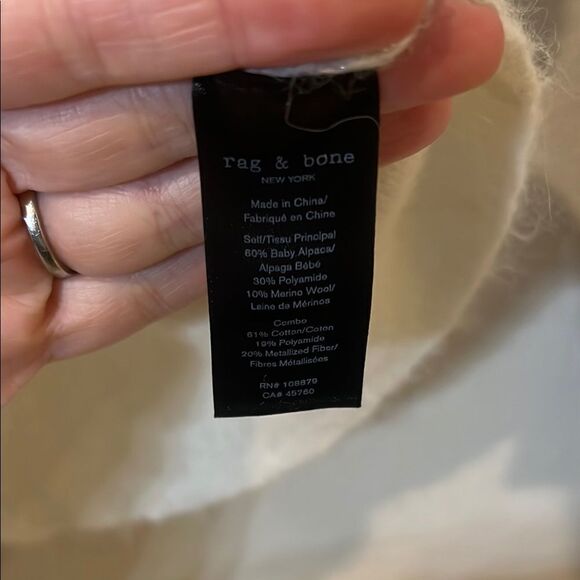 rag & bone
NEW YORK
Made in China/
Fabriqué en Chine
Self/Tissu Principal
60% Baby Alpaca/
Alpaga Bébé
30% Polyamide
10% Merino Wool/
Laine de Mérinos
Combo
61% Cotton/Coton
19% Polyamide
20% Metallized Fiber/
Fibres Métallisées
RN# 108879
CA# 45760